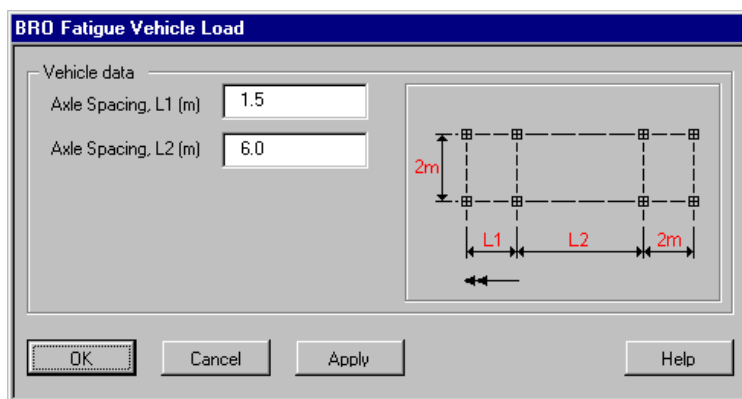 BRO Fatigue Vehicle Load
Vehicle data
Axle Spacing, L1 (m) 1.5
Axle Spacing, L2 (m) 6.0
2m
L1 L2 2m
OK Cancel Apply Help